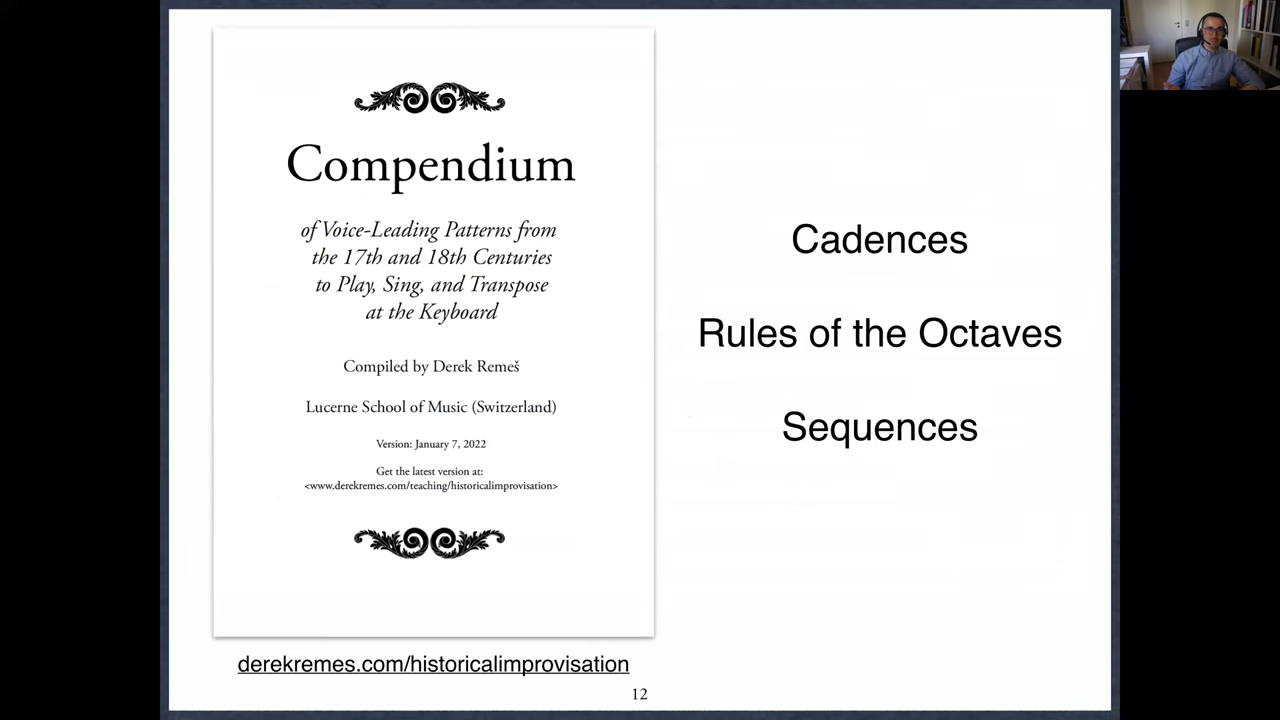 Compendium
of Voice-Leading Patterns from
the 17th and 18th Centuries
to Play, Sing, and Transpose
at the Keyboard
Compiled by Derek Remeš
Lucerne School of Music (Switzerland)
Version: January 7, 2022
Get the latest version at:
<www.derekremes.com/teaching/historicalimprovisation>
derekremes.com/historicalimprovisation
Cadences
Rules of the Octaves
Sequences
12